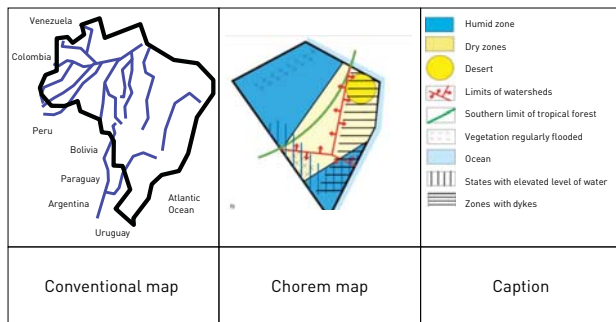 Venezuela
Colombia
Peru
Bolivia
Paraguay
Argentina
Atlantic
Ocean
Uruguay
Humid zone
Dry zones
Desert
Limits of watersheds
Southern limit of tropical forest
Vegetation regularly flooded
Ocean
States with elevated level of water
Zones with dykes
Conventional map
Chorem map
Caption